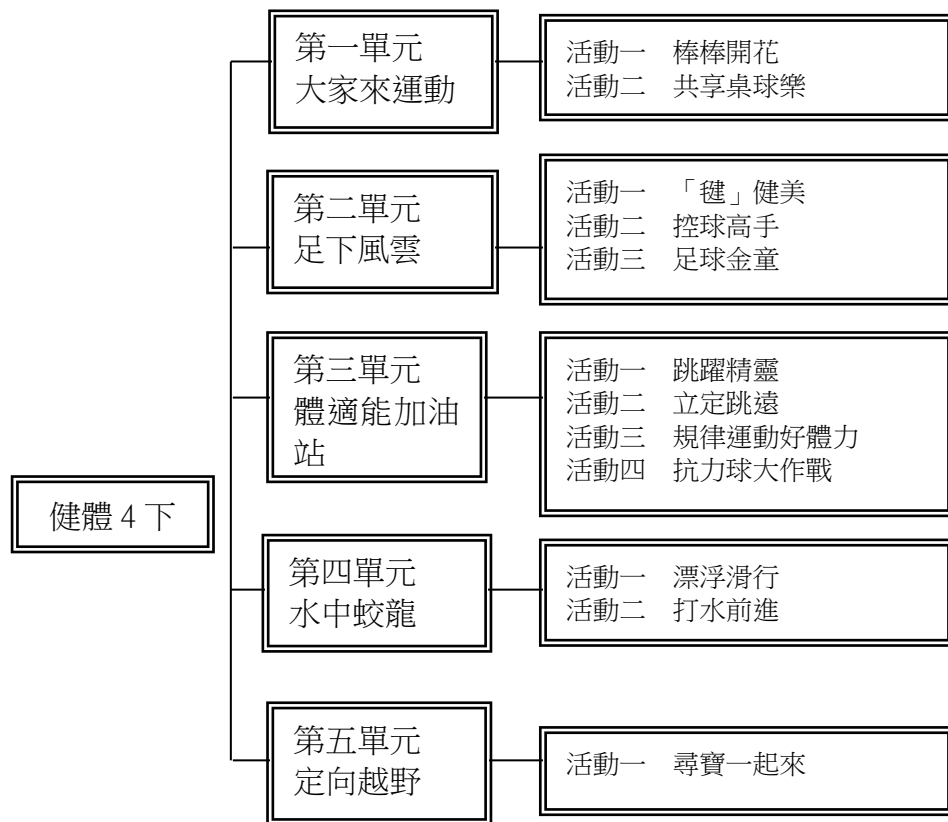 健體 4 下
第一單元
大家來運動
活動一　棒棒開花
活動二　共享桌球樂
第二單元
足下風雲
活動一　「毽」健美
活動二　控球高手
活動三　足球金童
第三單元
體適能加油
站
活動一　跳躍精靈
活動二　立定跳遠
活動三　規律運動好體力
活動四　抗力球大作戰
第四單元
水中蛟龍
活動一　漂浮滑行
活動二　打水前進
第五單元
定向越野
活動一　尋寶一起來